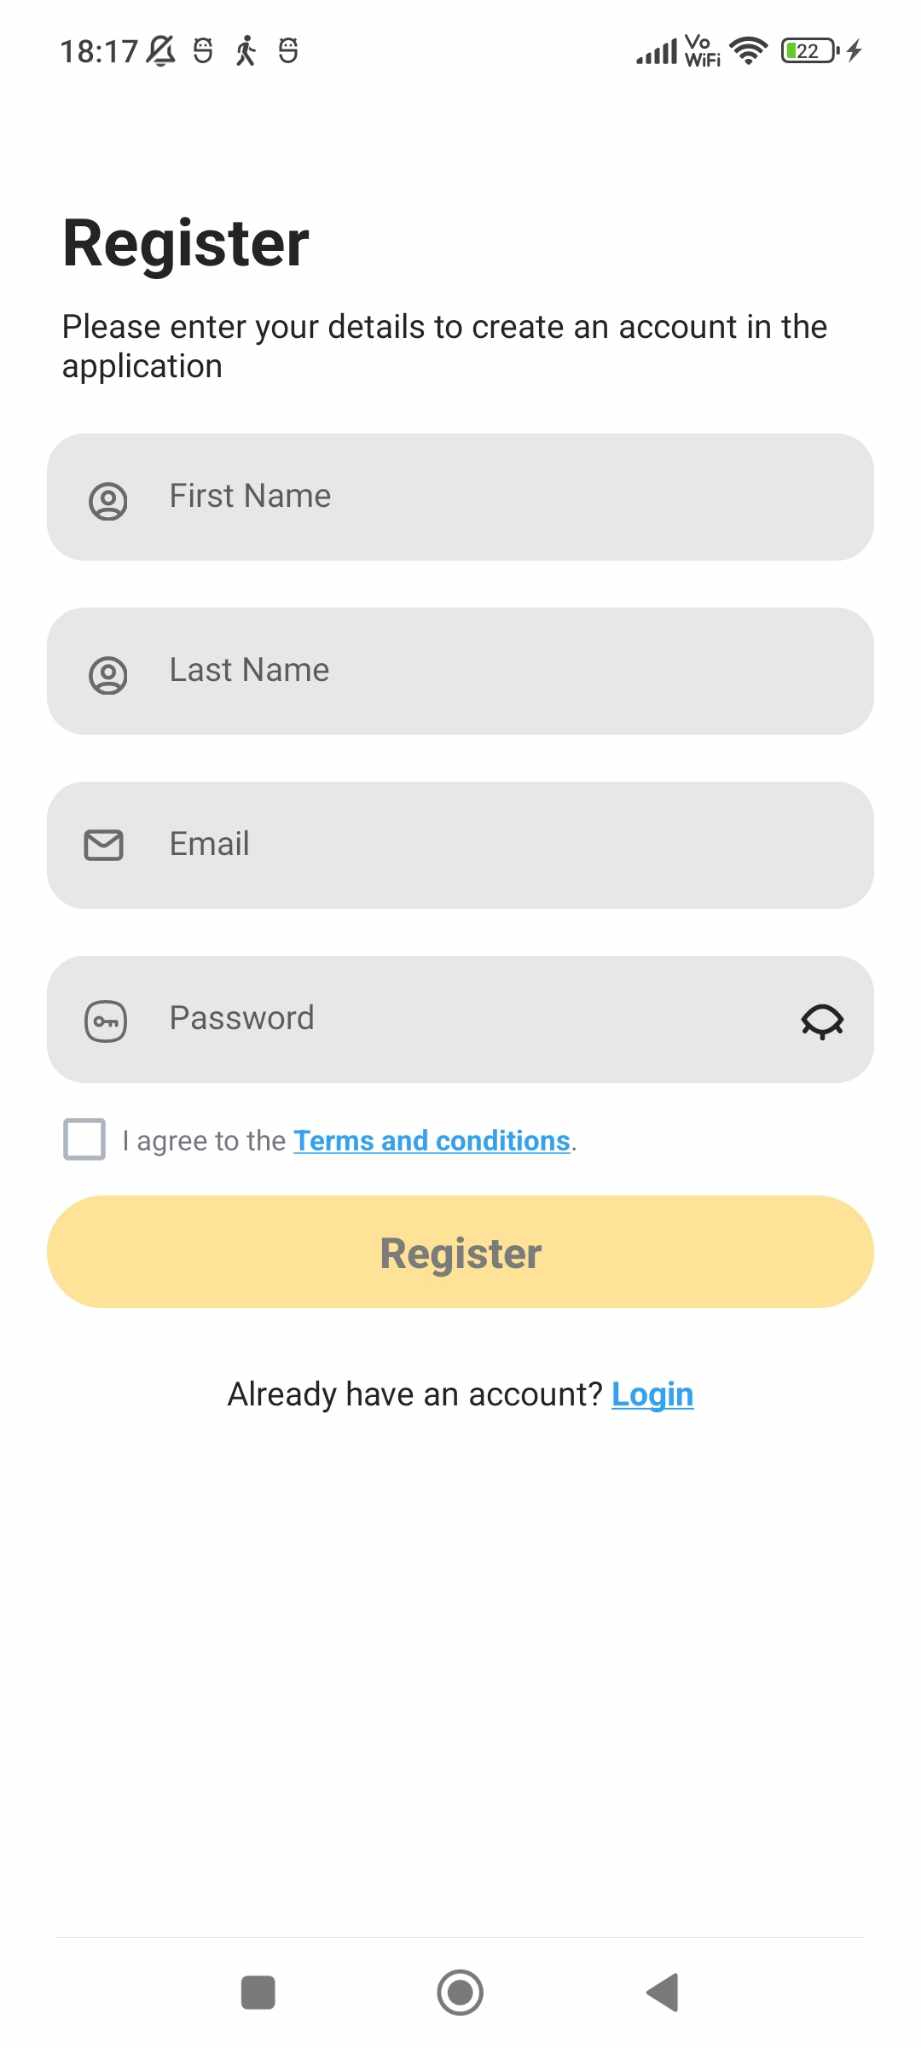 18:17 Vo WiFi 22
Register
Please enter your details to create an account in the
application
First Name
Last Name
Email
Password
I agree to the Terms and conditions.
Register
Already have an account? Login